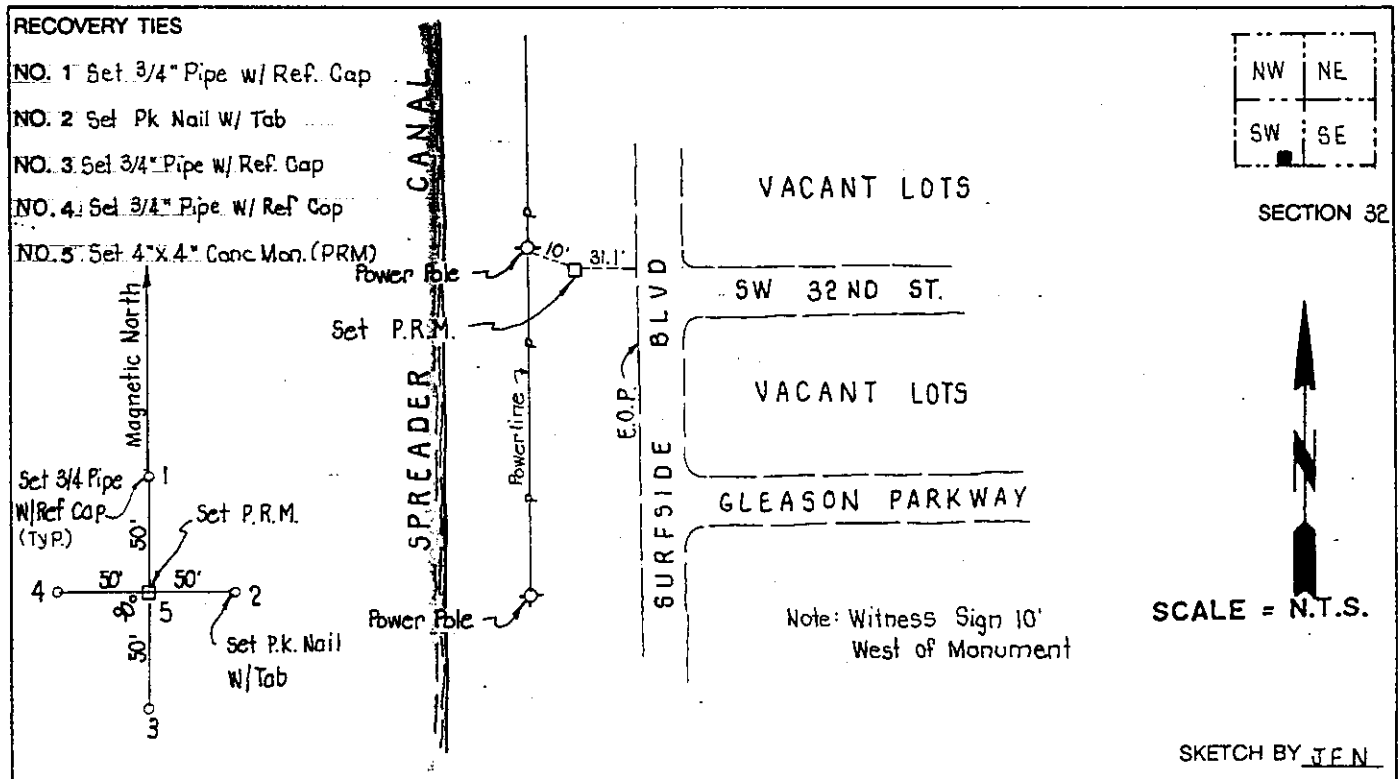 RECOVERY TIES
NO. 1 Set 3/4" Pipe w/ Ref. Cap
NO. 2 Set Pk Nail W/ Tab
NO. 3 Set 3/4" Pipe W/ Ref. Cap
NO. 4 Set 3/4" Pipe W/ Ref Cap
NO. 5 Set 4" X 4" Conc Mon. (PRM)
Magnetic North
Set 3/4 Pipe
W/Ref Cap
(Typ.)
1
50'
Set P.R.M.
4
50'
50'
2
90°
5
50'
Set P.k. Nail
W/Tab
3
SPREADER CANAL
P
Power Pole
10'
31.1'
Set P.R.M.
P
Powerline
P
Power Pole
E.O.P.
SURFSIDE BLVD
VACANT LOTS
SW 32ND ST.
VACANT LOTS
GLEASON PARKWAY
Note: Witness Sign 10'
West of Monument
NW NE
SW SE
SECTION 32
N
SCALE = N.T.S.
SKETCH BY JFN